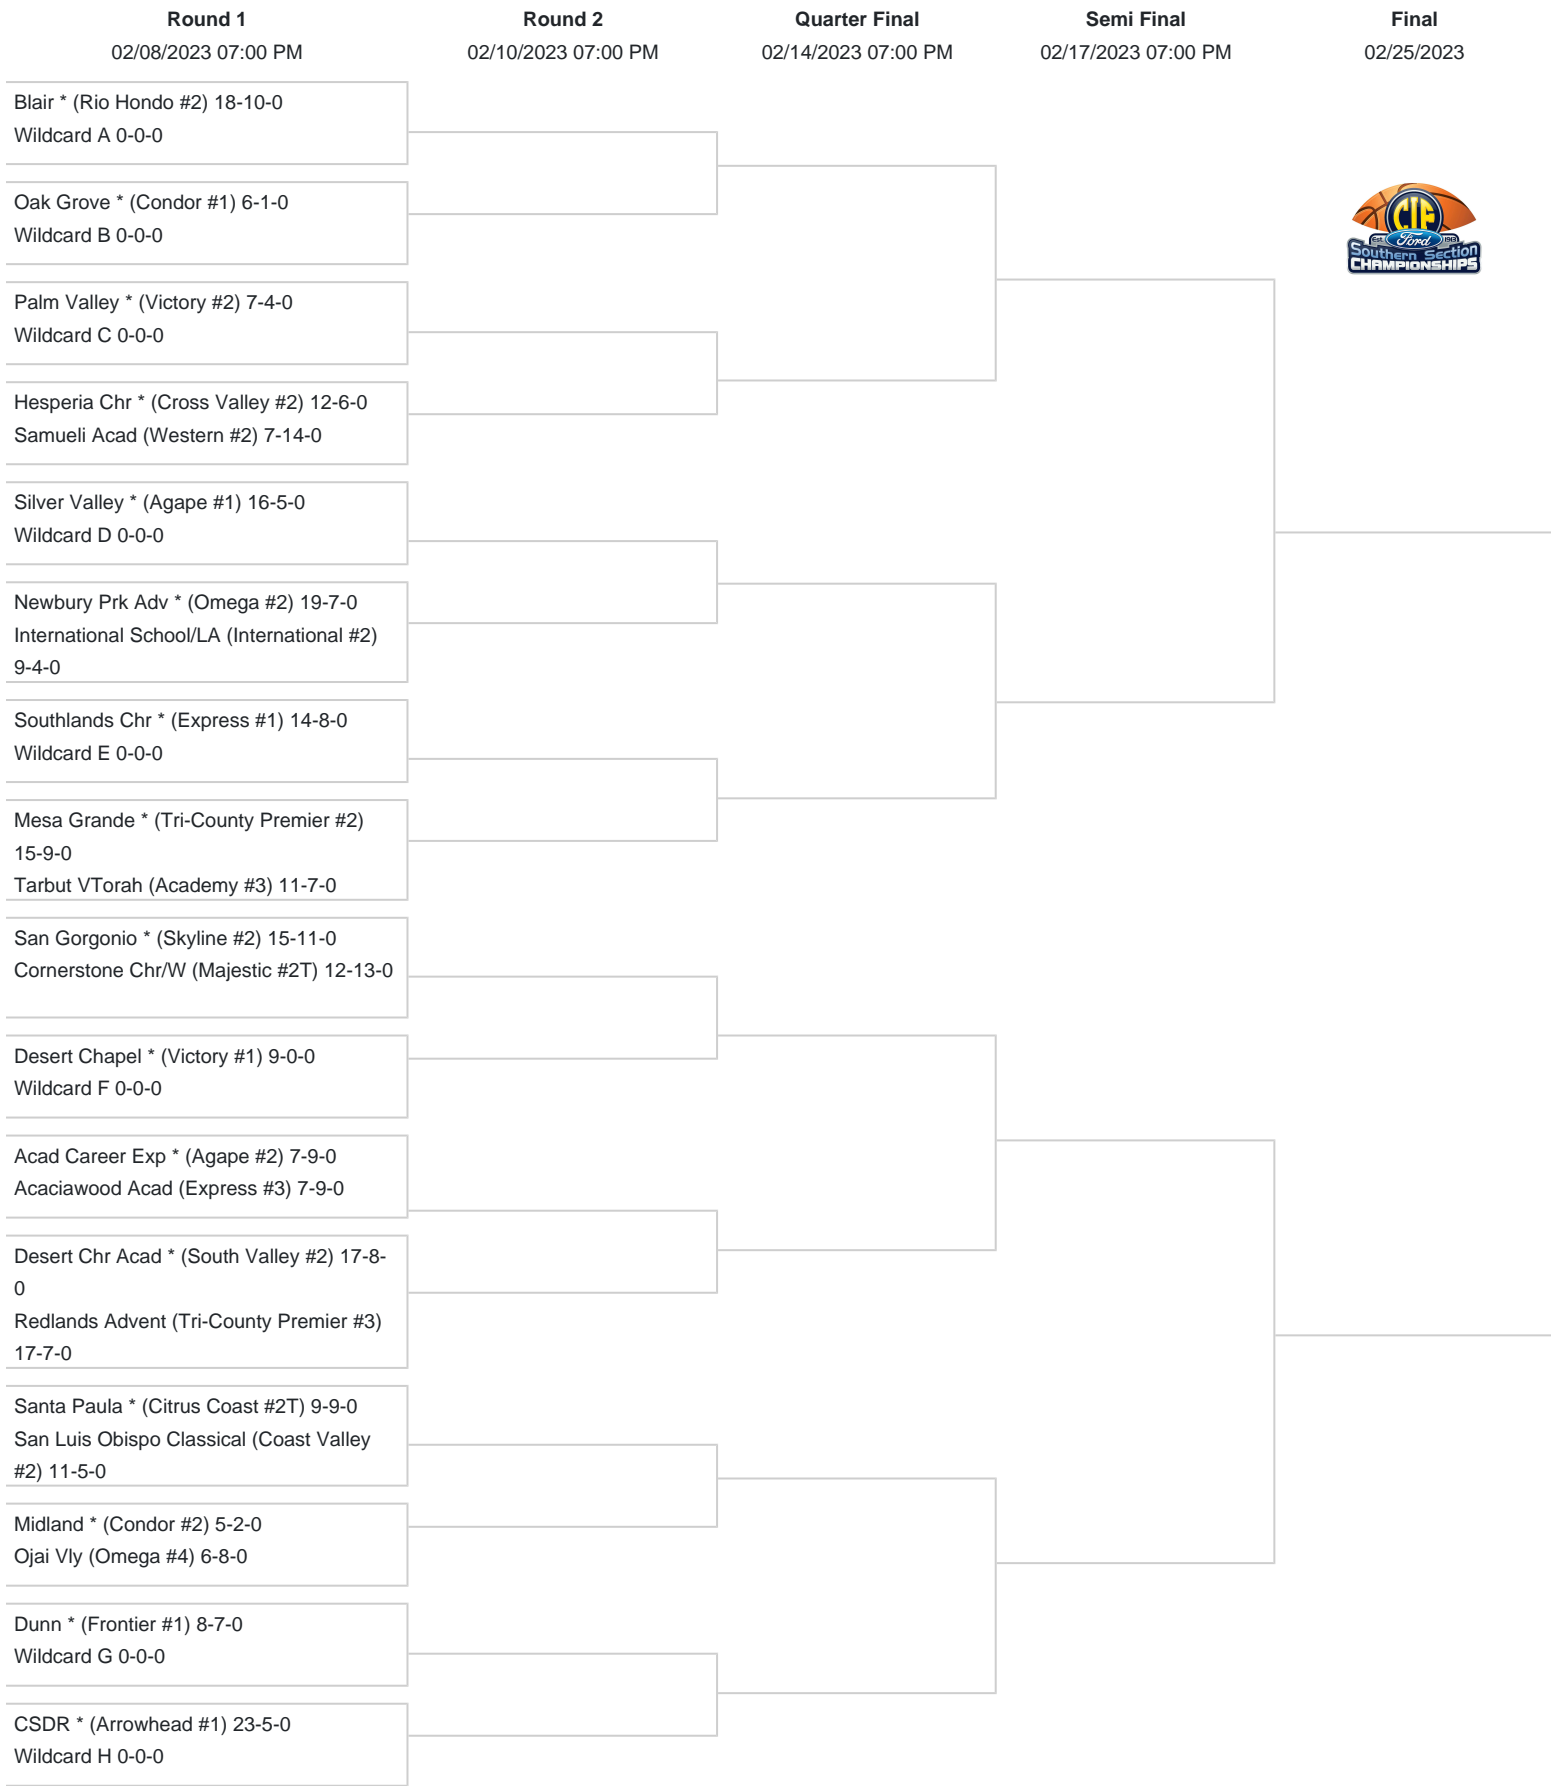 Round 1
02/08/2023 07:00 PM
Round 2
02/10/2023 07:00 PM
Quarter Final
02/14/2023 07:00 PM
Semi Final
02/17/2023 07:00 PM
Final
02/25/2023
Blair * (Rio Hondo #2) 18-10-0
Wildcard A 0-0-0
Oak Grove * (Condor #1) 6-1-0
Wildcard B 0-0-0
Palm Valley * (Victory #2) 7-4-0
Wildcard C 0-0-0
Hesperia Chr * (Cross Valley #2) 12-6-0
Samueli Acad (Western #2) 7-14-0
Silver Valley * (Agape #1) 16-5-0
Wildcard D 0-0-0
Newbury Prk Adv * (Omega #2) 19-7-0
International School/LA (International #2)
9-4-0
Southlands Chr * (Express #1) 14-8-0
Wildcard E 0-0-0
Mesa Grande * (Tri-County Premier #2)
15-9-0
Tarbut VTorah (Academy #3) 11-7-0
San Gorgonio * (Skyline #2) 15-11-0
Cornerstone Chr/W (Majestic #2T) 12-13-0
Desert Chapel * (Victory #1) 9-0-0
Wildcard F 0-0-0
Acad Career Exp * (Agape #2) 7-9-0
Acaciawood Acad (Express #3) 7-9-0
Desert Chr Acad * (South Valley #2) 17-8-
0
Redlands Advent (Tri-County Premier #3)
17-7-0
Santa Paula * (Citrus Coast #2T) 9-9-0
San Luis Obispo Classical (Coast Valley
#2) 11-5-0
Midland * (Condor #2) 5-2-0
Ojai Vly (Omega #4) 6-8-0
Dunn * (Frontier #1) 8-7-0
Wildcard G 0-0-0
CSDR * (Arrowhead #1) 23-5-0
Wildcard H 0-0-0
CIF
Est Ford 1913
Southern Section
CHAMPIONSHIPS